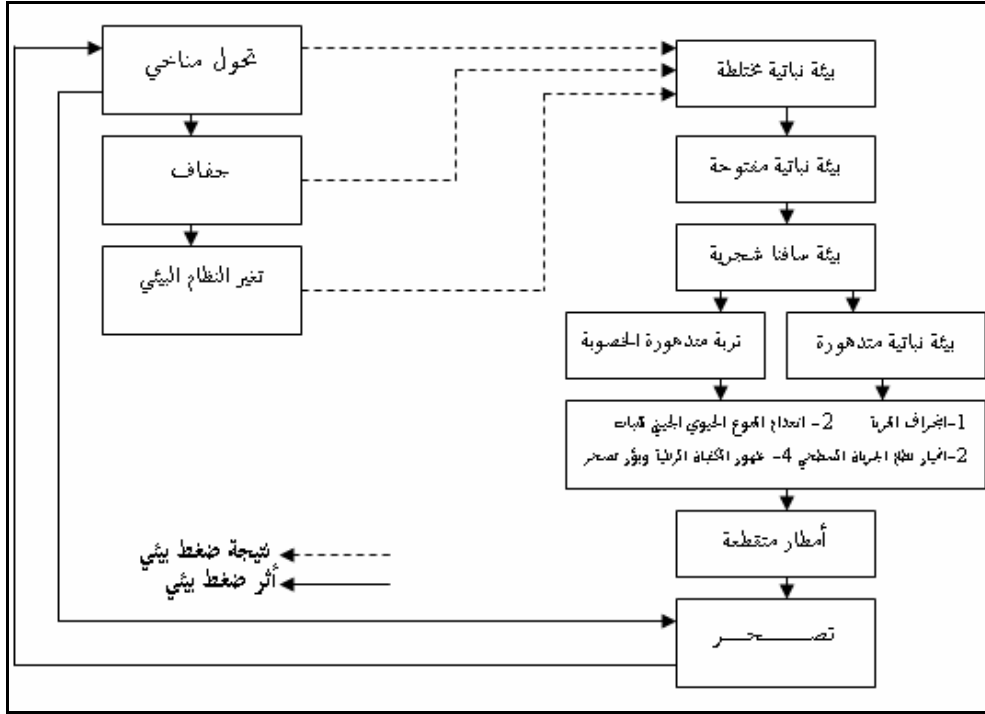 تحول مناخي
بيئة نباتية مختلطة
جفاف
بيئة نباتية مفتوحة
تغير النظام البيئي
بيئة سافنا شجرية
بيئة نباتية متدهورة
تربة متدهورة الخصوبة
1-انجراف التربة 2- انعدام التنوع الحيوي الجيني للنبات
2-انهيار نظام الجريان السطحي 4- ظهور الكثبان الرملية وبؤر تصحر
أمطار متقطعة
نتيجة ضغط بيئي
أثر ضغط بيئي
تصـــحـــر